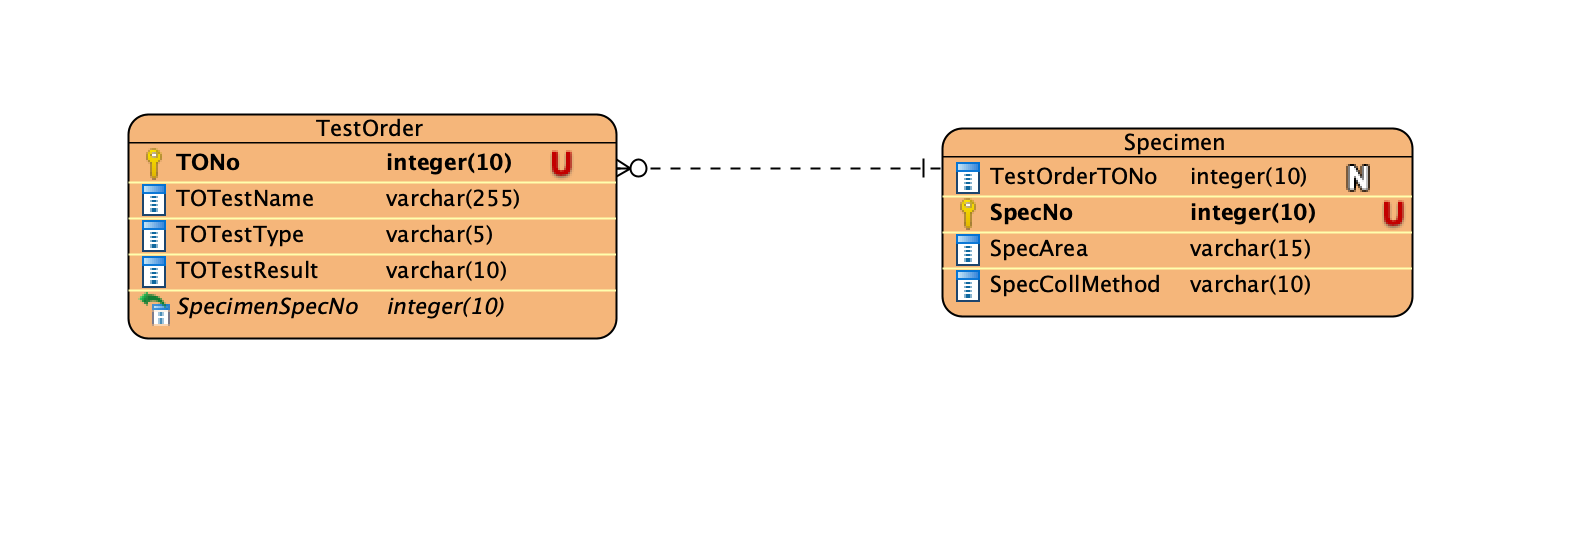 TestOrder
TONo integer(10) U
TOTestName varchar(255)
TOTestType varchar(5)
TOTestResult varchar(10)
SpecimenSpecNo integer(10)
Specimen
TestOrderTONo integer(10) N
SpecNo integer(10) U
SpecArea varchar(15)
SpecCollMethod varchar(10)